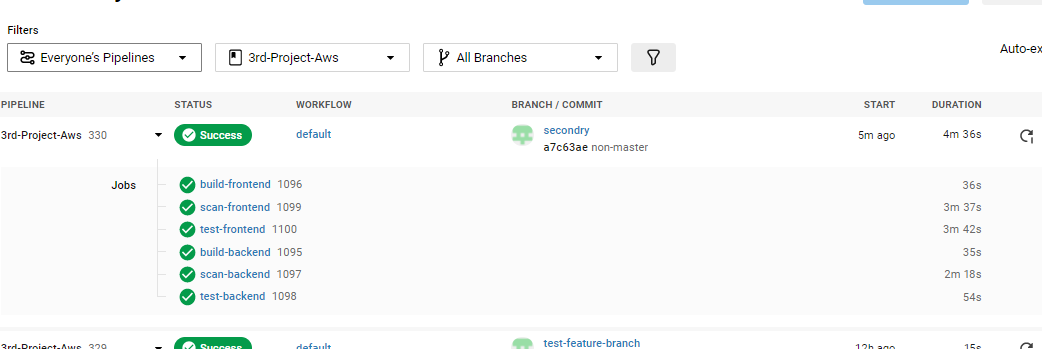 Filters
Everyone's Pipelines
3rd-Project-Aws
All Branches
Auto-ex
PIPELINE STATUS WORKFLOW BRANCH / COMMIT START DURATION
3rd-Project-Aws 330 Success default secondry 5m ago 4m 36s
a7c63ae non-master
Jobs build-frontend 1096 36s
scan-frontend 1099 3m 37s
test-frontend 1100 3m 42s
build-backend 1095 35s
scan-backend 1097 2m 18s
test-backend 1098 54s
3rd-Project-Aws 329 Success default test-feature-branch 12h ago 15s